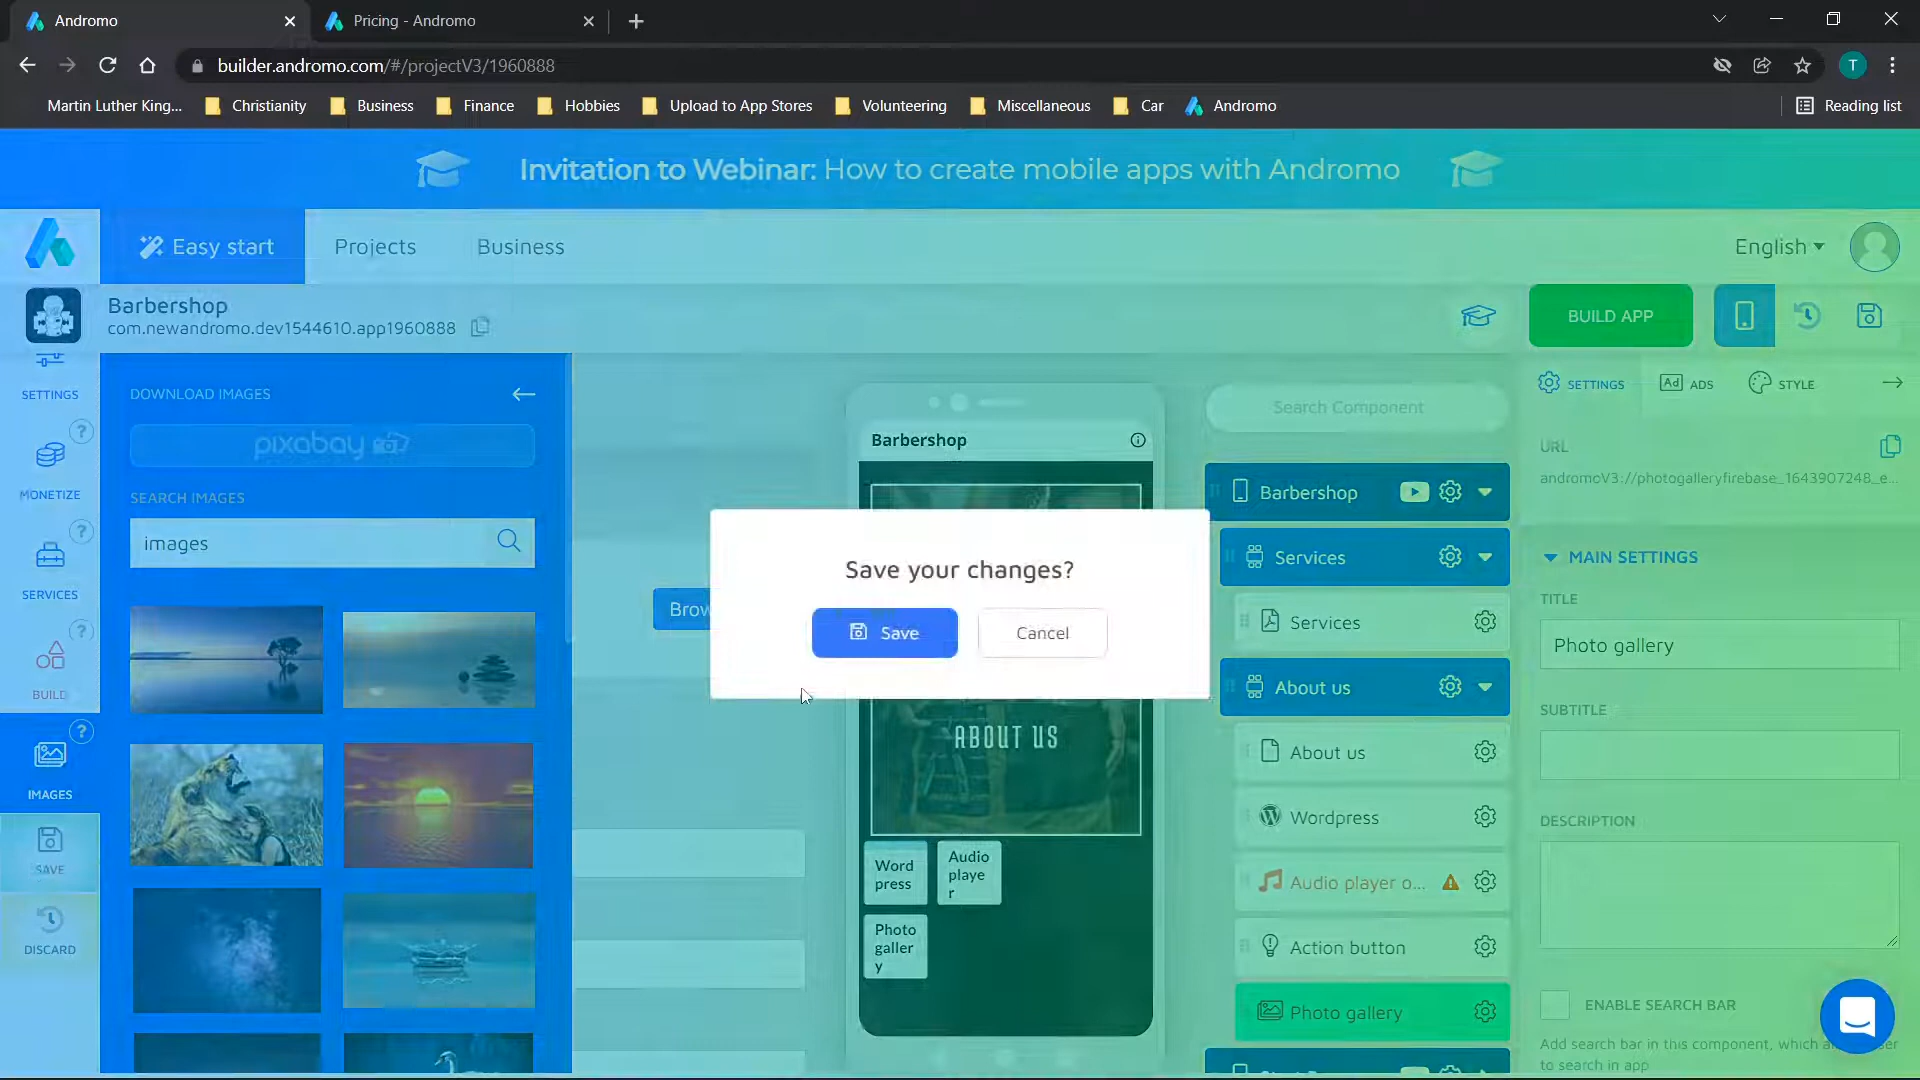 Andromo
Pricing - Andromo
builder.andromo.com/#/projectV3/1960888
T
Martin Luther King...
Christianity
Business
Finance
Hobbies
Upload to App Stores
Volunteering
Miscellaneous
Car
Andromo
Reading list
Invitation to Webinar: How to create mobile apps with Andromo
Easy start
Projects
Business
English
Barbershop
com.newandromo.dev1544610.app1960888
BUILD APP
SETTINGS
?
MONETIZE
?
SERVICES
?
BUILD
?
IMAGES
SAVE
DISCARD
DOWNLOAD IMAGES
pixabay
SEARCH IMAGES
images
Brow
Barbershop
ABOUT US
Word
press
Audio
playe
r
Photo
galler
y
Save your changes?
Save
Cancel
Search Component
Barbershop
Services
Services
About us
About us
Wordpress
Audio player o...
Action button
Photo gallery
SETTINGS
Ad ADS
STYLE
URL
andromoV3://photogalleryfirebase_1643907248_e...
MAIN SETTINGS
TITLE
Photo gallery
SUBTITLE
DESCRIPTION
ENABLE SEARCH BAR
Add search bar in this component, which
to search in app